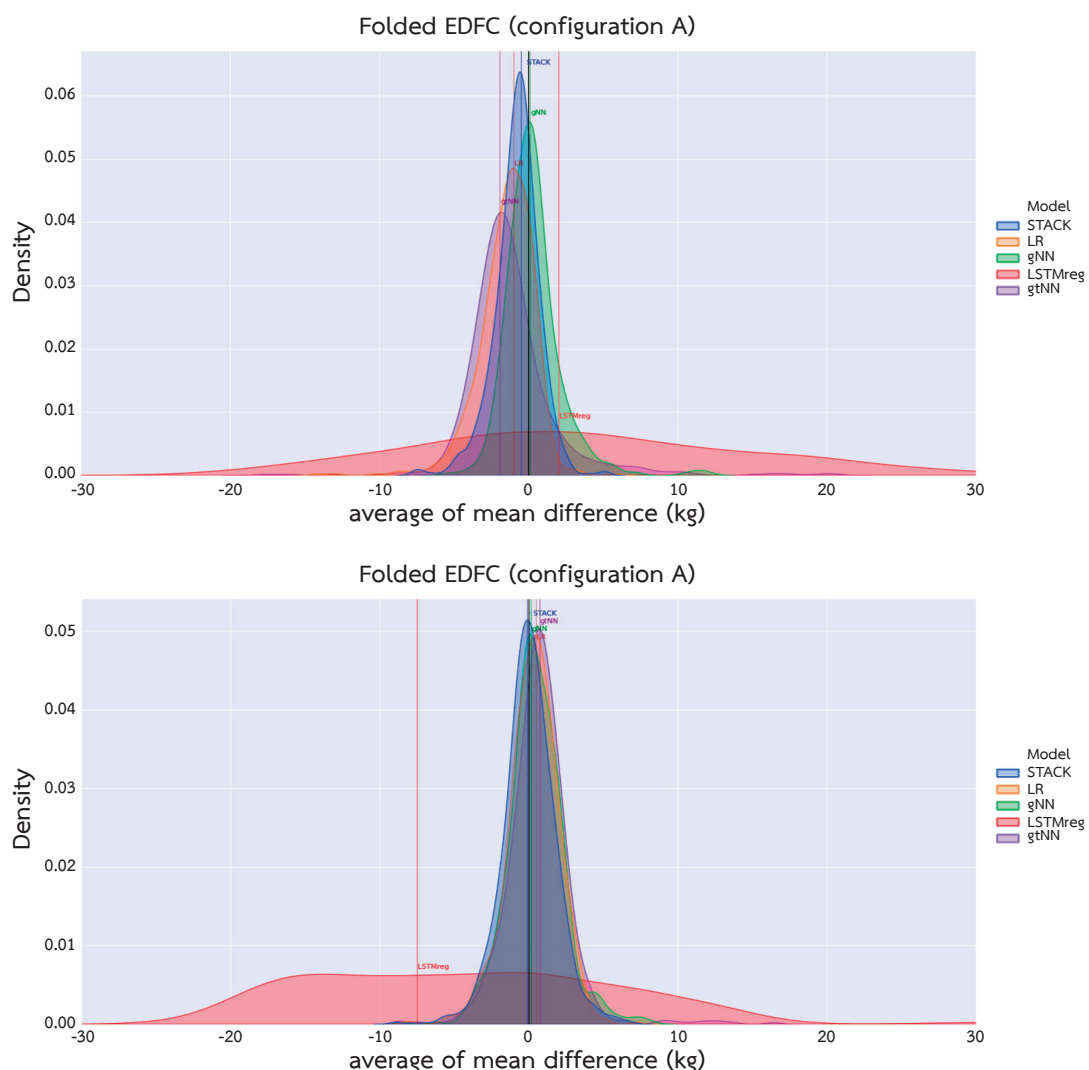 Folded EDFC (configuration A)
STACK
gNN
LR
gtNN
LSTMreg
0.06
0.05
0.04
0.03
0.02
0.01
0.00
Density
-30
-20
-10
0
10
20
30
average of mean difference (kg)
Model
STACK
LR
gNN
LSTMreg
gtNN
Folded EDFC (configuration A)
STACK
gtNN
gNN
LR
LSTMreg
0.05
0.04
0.03
0.02
0.01
0.00
Density
-30
-20
-10
0
10
20
30
average of mean difference (kg)
Model
STACK
LR
gNN
LSTMreg
gtNN